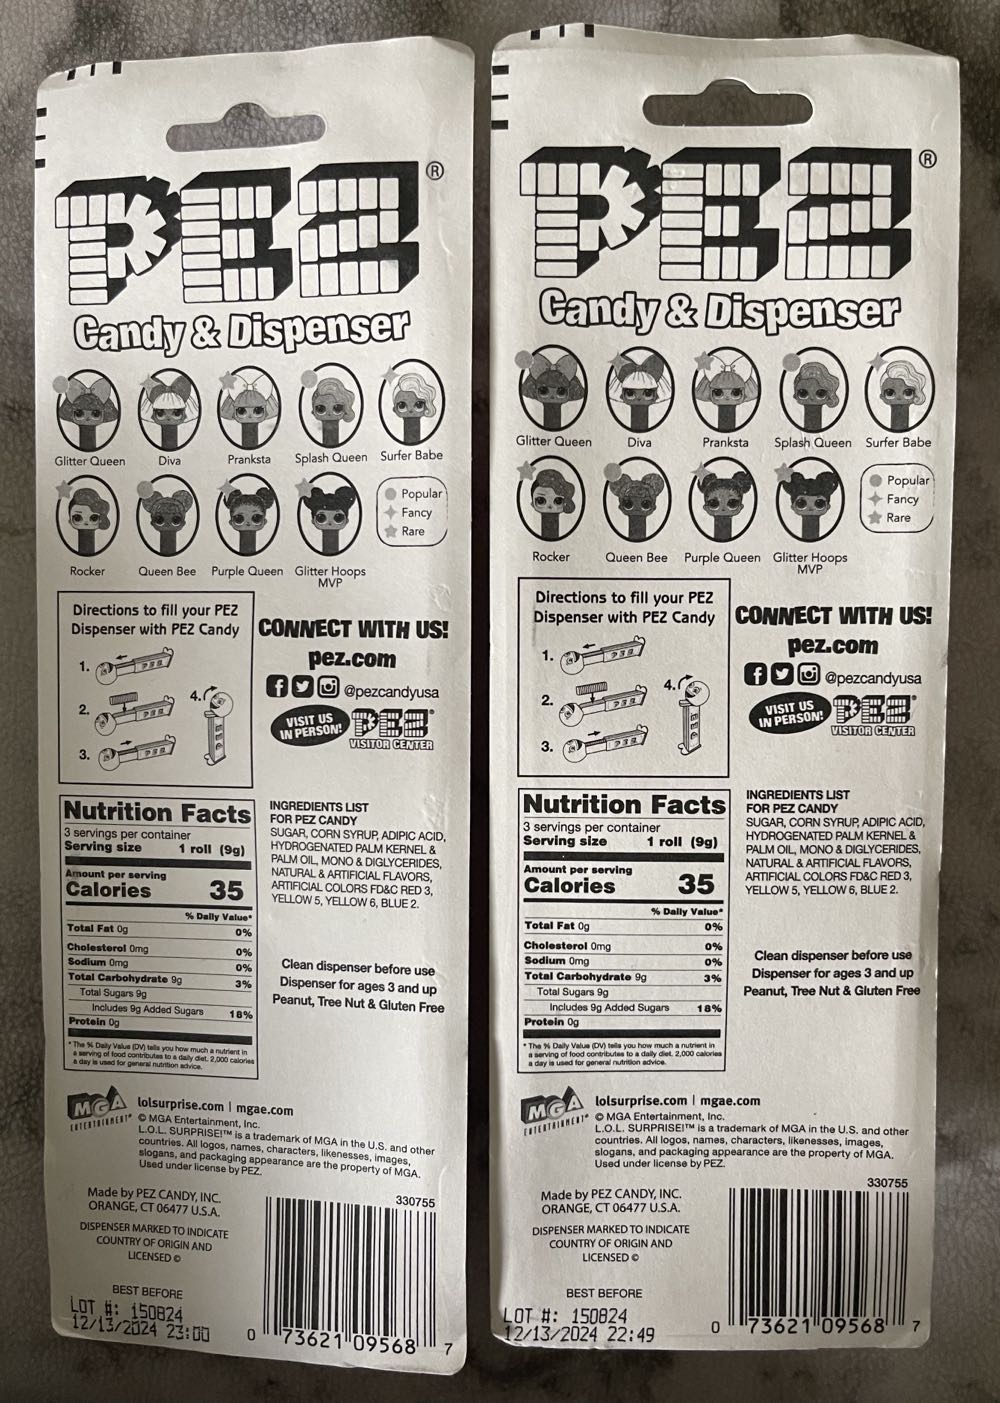 PEZ®
Candy & Dispenser
Glitter Queen
Diva
Pranksta
Splash Queen
Surfer Babe
Rocker
Queen Bee
Purple Queen
Glitter Hoops
MVP
Popular
Fancy
Rare
Directions to fill your PEZ
Dispenser with PEZ Candy
1.
2.
3.
4.
CONNECT WITH US!
pez.com
@pezcandyusa
VISIT US
IN PERSON!
PEZ
VISITOR CENTER
Nutrition Facts
3 servings per container
Serving size 1 roll (9g)
Amount per serving
Calories 35
% Daily Value*
Total Fat 0g 0%
Cholesterol 0mg 0%
Sodium 0mg 0%
Total Carbohydrate 9g 3%
Total Sugars 9g
Includes 9g Added Sugars 18%
Protein 0g
* The % Daily Value (DV) tells you how much a nutrient in
a serving of food contributes to a daily diet. 2,000 calories
a day is used for general nutrition advice.
INGREDIENTS LIST
FOR PEZ CANDY
SUGAR, CORN SYRUP, ADIPIC ACID,
HYDROGENATED PALM KERNEL &
PALM OIL, MONO & DIGLYCERIDES,
NATURAL & ARTIFICIAL FLAVORS,
ARTIFICIAL COLORS FD&C RED 3,
YELLOW 5, YELLOW 6, BLUE 2.
Clean dispenser before use
Dispenser for ages 3 and up
Peanut, Tree Nut & Gluten Free
MGA
ENTERTAINMENT®
lolsurprise.com | mgae.com
© MGA Entertainment, Inc.
L.O.L. SURPRISE!™ is a trademark of MGA in the U.S. and other
countries. All logos, names, characters, likenesses, images,
slogans, and packaging appearance are the property of MGA.
Used under license by PEZ.
Made by PEZ CANDY, INC.
ORANGE, CT 06477 U.S.A.
DISPENSER MARKED TO INDICATE
COUNTRY OF ORIGIN AND
LICENSED ©
BEST BEFORE
LOT #: 150824
12/13/2024 23:00
330755
0 73621 09568 7
PEZ®
Candy & Dispenser
Glitter Queen
Diva
Pranksta
Splash Queen
Surfer Babe
Rocker
Queen Bee
Purple Queen
Glitter Hoops
MVP
Popular
Fancy
Rare
Directions to fill your PEZ
Dispenser with PEZ Candy
1.
2.
3.
4.
CONNECT WITH US!
pez.com
@pezcandyusa
VISIT US
IN PERSON!
PEZ
VISITOR CENTER
Nutrition Facts
3 servings per container
Serving size 1 roll (9g)
Amount per serving
Calories 35
% Daily Value*
Total Fat 0g 0%
Cholesterol 0mg 0%
Sodium 0mg 0%
Total Carbohydrate 9g 3%
Total Sugars 9g
Includes 9g Added Sugars 18%
Protein 0g
* The % Daily Value (DV) tells you how much a nutrient in
a serving of food contributes to a daily diet. 2,000 calories
a day is used for general nutrition advice.
INGREDIENTS LIST
FOR PEZ CANDY
SUGAR, CORN SYRUP, ADIPIC ACID,
HYDROGENATED PALM KERNEL &
PALM OIL, MONO & DIGLYCERIDES,
NATURAL & ARTIFICIAL FLAVORS,
ARTIFICIAL COLORS FD&C RED 3,
YELLOW 5, YELLOW 6, BLUE 2.
Clean dispenser before use
Dispenser for ages 3 and up
Peanut, Tree Nut & Gluten Free
MGA
ENTERTAINMENT®
lolsurprise.com | mgae.com
© MGA Entertainment, Inc.
L.O.L. SURPRISE!™ is a trademark of MGA in the U.S. and other
countries. All logos, names, characters, likenesses, images,
slogans, and packaging appearance are the property of MGA.
Used under license by PEZ.
Made by PEZ CANDY, INC.
ORANGE, CT 06477 U.S.A.
DISPENSER MARKED TO INDICATE
COUNTRY OF ORIGIN AND
LICENSED ©
BEST BEFORE
LOT #: 150824
12/13/2024 22:49
330755
0 73621 09568 7